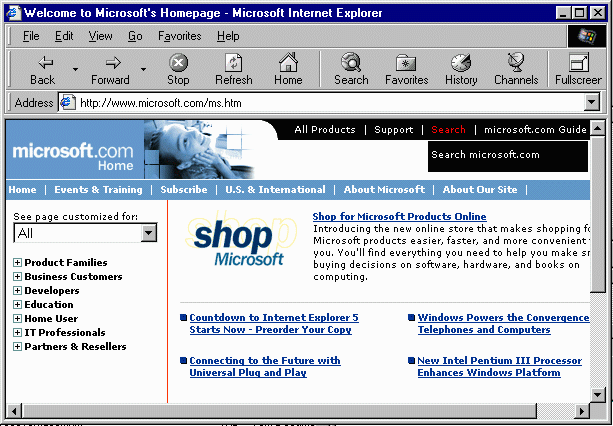 Welcome to Microsoft's Homepage - Microsoft Internet Explorer
File Edit View Go Favorites Help
Back Forward Stop Refresh Home Search Favorites History Channels Fullscreen
Address http://www.microsoft.com/ms.htm
All Products | Support | Search | microsoft.com Guide
microsoft.com
Home
Search microsoft.com
Home | Events & Training | Subscribe | U.S. & International | About Microsoft | About Our Site |
See page customized for:
All
Product Families
Business Customers
Developers
Education
Home User
IT Professionals
Partners & Resellers
shop
shop
Microsoft
Shop for Microsoft Products Online
Introducing the new online store that makes shopping fo
Microsoft products easier, faster, and more convenient
you. You'll find everything you need to help you make sm
buying decisions on software, hardware, and books on
computing.
Countdown to Internet Explorer 5
Starts Now - Preorder Your Copy
Windows Powers the Convergence
Telephones and Computers
Connecting to the Future with
Universal Plug and Play
New Intel Pentium III Processor
Enhances Windows Platform